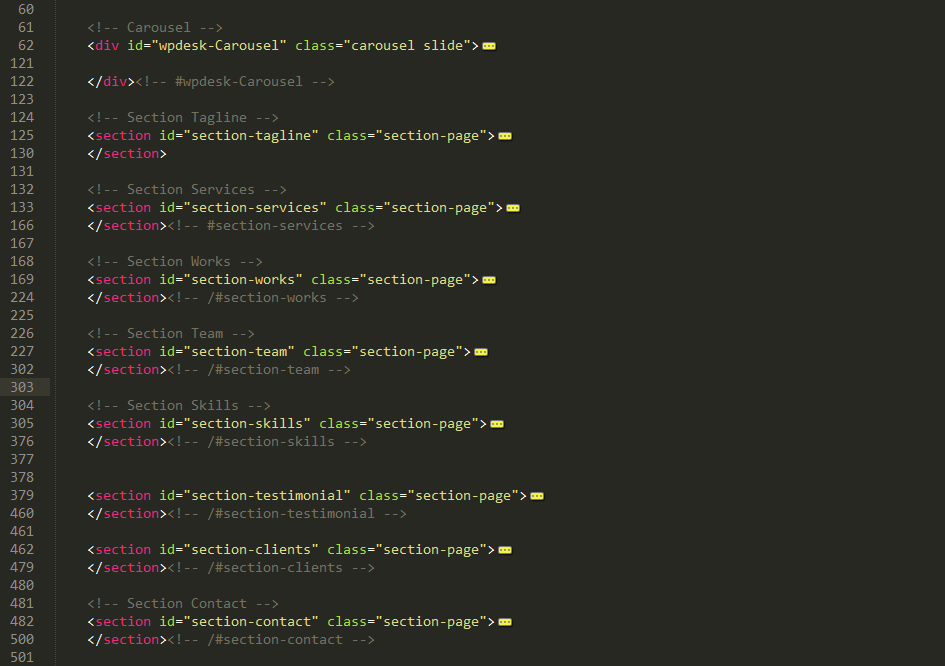 60
61 <!-- Carousel -->
62 <div id="wpdesk-Carousel" class="carousel slide">
121
122 </div><!-- #wpdesk-Carousel -->
123
124 <!-- Section Tagline -->
125 <section id="section-tagline" class="section-page">
130 </section>
131
132 <!-- Section Services -->
133 <section id="section-services" class="section-page">
166 </section><!-- #section-services -->
167
168 <!-- Section Works -->
169 <section id="section-works" class="section-page">
224 </section><!-- /#section-works -->
225
226 <!-- Section Team -->
227 <section id="section-team" class="section-page">
302 </section><!-- /#section-team -->
303
304 <!-- Section Skills -->
305 <section id="section-skills" class="section-page">
376 </section><!-- /#section-skills -->
377
378
379 <section id="section-testimonial" class="section-page">
460 </section><!-- /#section-testimonial -->
461
462 <section id="section-clients" class="section-page">
479 </section><!-- /#section-clients -->
480
481 <!-- Section Contact -->
482 <section id="section-contact" class="section-page">
500 </section><!-- /#section-contact -->
501